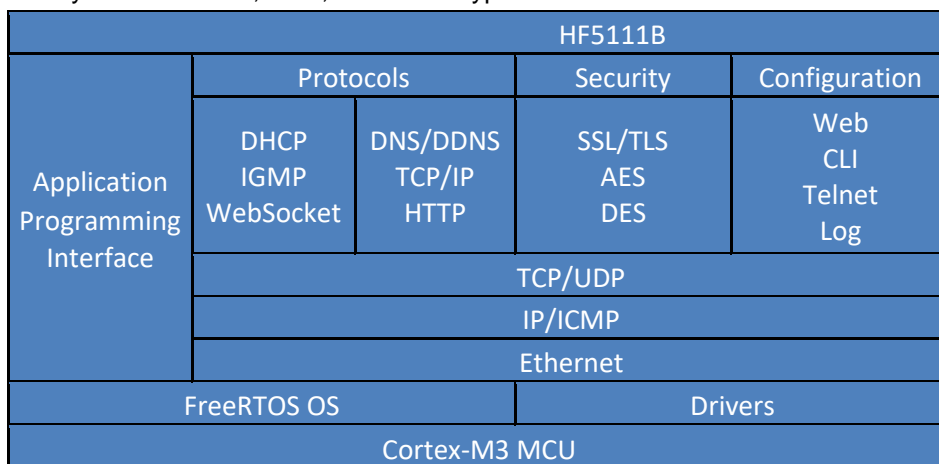 HF5111B
Protocols
Security
Configuration
Application
Programming
Interface
DHCP
IGMP
WebSocket
DNS/DDNS
TCP/IP
HTTP
SSL/TLS
AES
DES
Web
CLI
Telnet
Log
TCP/UDP
IP/ICMP
Ethernet
FreeRTOS OS
Drivers
Cortex-M3 MCU